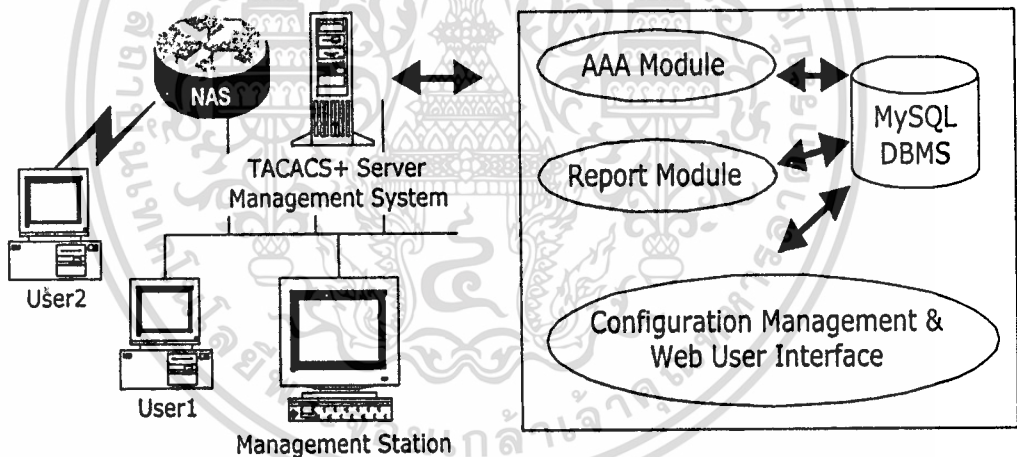 NAS
TACACS+ Server
Management System
User2
User1
Management Station
AAA Module
Report Module
MySQL
DBMS
Configuration Management &
Web User Interface